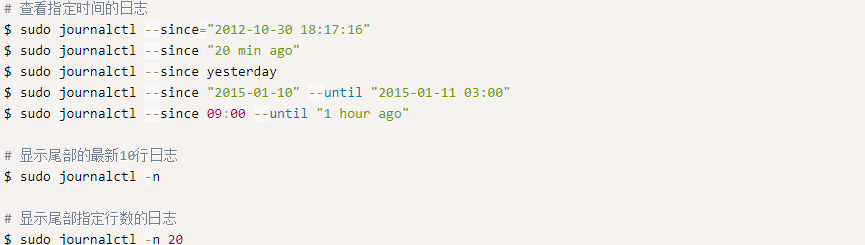 # 查看指定时间的日志
$ sudo journalctl --since="2012-10-30 18:17:16"
$ sudo journalctl --since "20 min ago"
$ sudo journalctl --since yesterday
$ sudo journalctl --since "2015-01-10" --until "2015-01-11 03:00"
$ sudo journalctl --since 09:00 --until "1 hour ago"
# 显示尾部的最新10行日志
$ sudo journalctl -n
# 显示尾部指定行数的日志
$ sudo journalctl -n 20